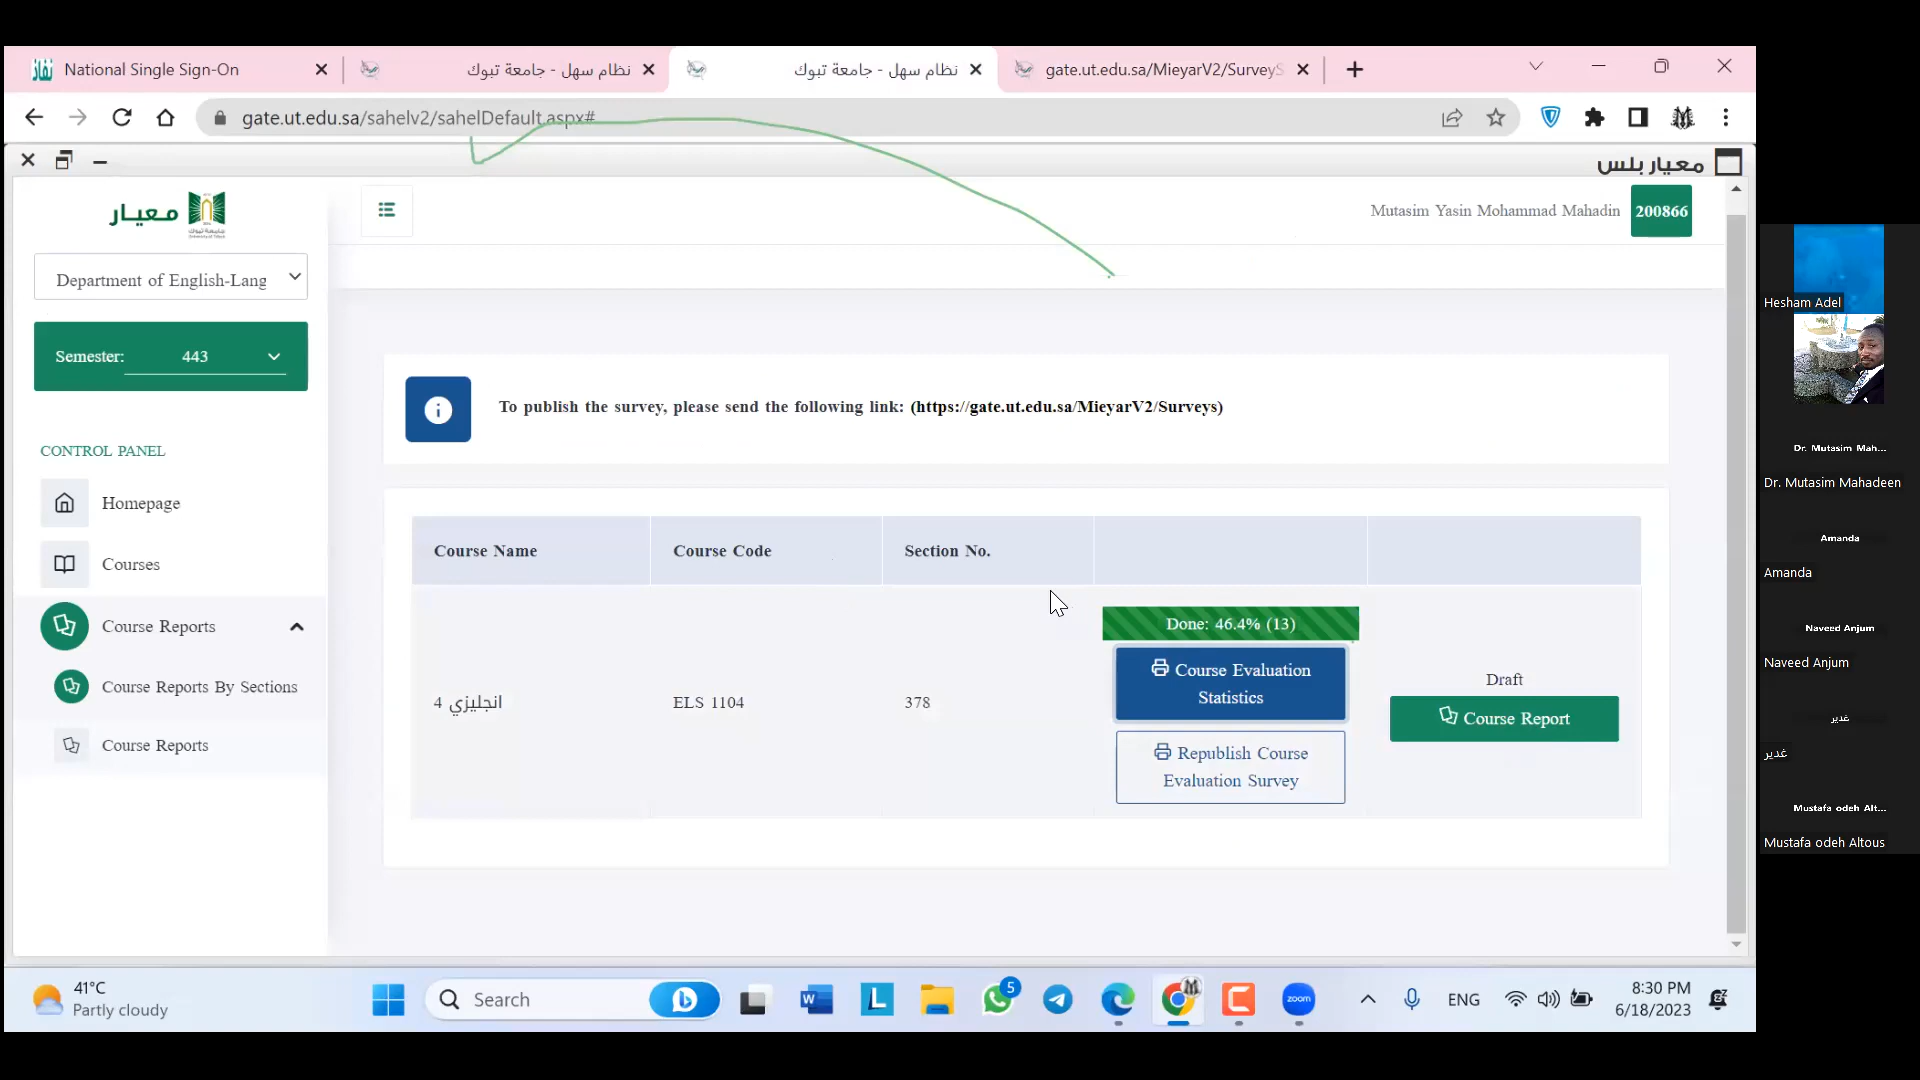 National Single Sign-On
نظام سهل - جامعة تبوك
نظام سهل - جامعة تبوك
gate.ut.edu.sa/MieyarV2/SurveyS
gate.ut.edu.sa/sahelv2/sahelDefault.aspx#
معيار بلس
معيار
جامعة تبوك
Mutasim Yasin Mohammad Mahadin
200866
Department of English-Lang
Semester: 443
CONTROL PANEL
Homepage
Courses
Course Reports
Course Reports By Sections
Course Reports
To publish the survey, please send the following link: (https://gate.ut.edu.sa/MieyarV2/Surveys)
Course Name Course Code Section No.
انجليزي 4
ELS 1104
378
Done: 46.4% (13)
Course Evaluation
Statistics
Republish Course
Evaluation Survey
Draft
Course Report
Hesham Adel
Dr. Mutasim Mah...
Dr. Mutasim Mahadeen
Amanda
Amanda
Naveed Anjum
Naveed Anjum
غدير
غدير
Mustafa odeh Alt...
Mustafa odeh Altous
41°C
Partly cloudy
Search
5
zoom
ENG
8:30 PM
6/18/2023